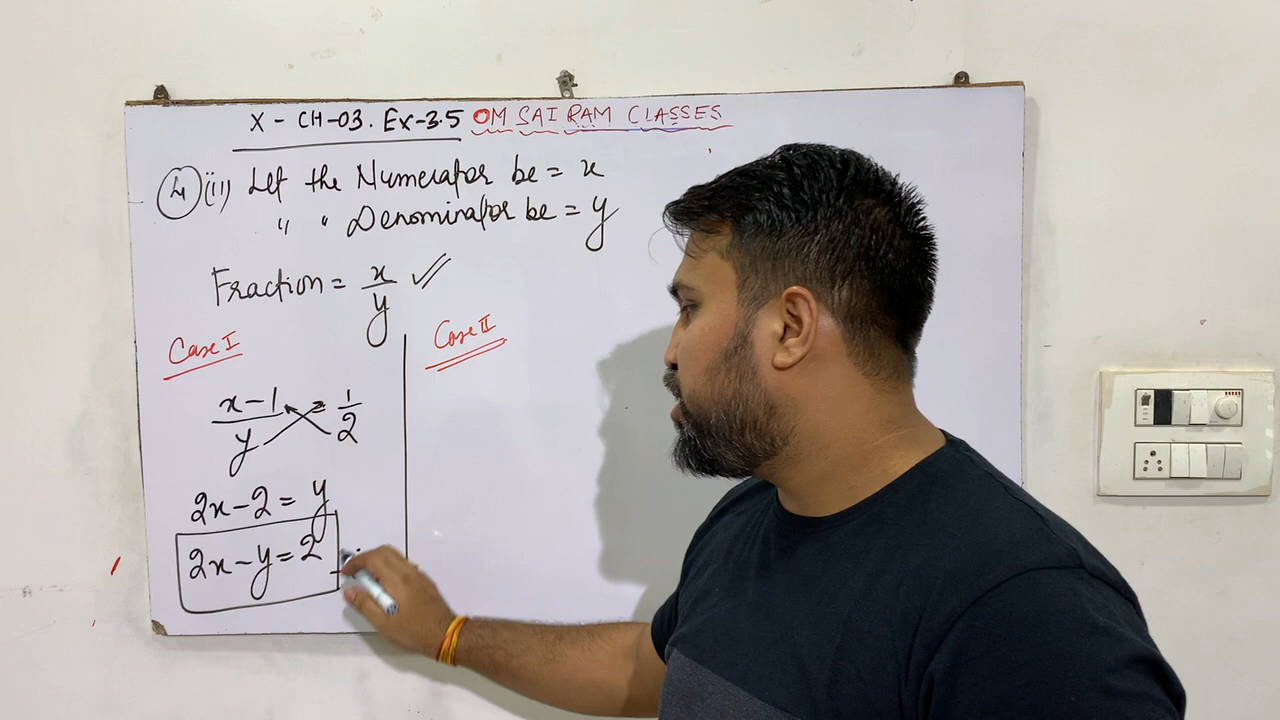 X - CH-03. Ex-3.5 OM SAI RAM CLASSES
4 (ii) Let the Numerator be = x
" " Denominator be = y
Fraction = x/y ✓
Case I
Case II
x-1/y = 1/2
2x-2 = y
2x-y=2